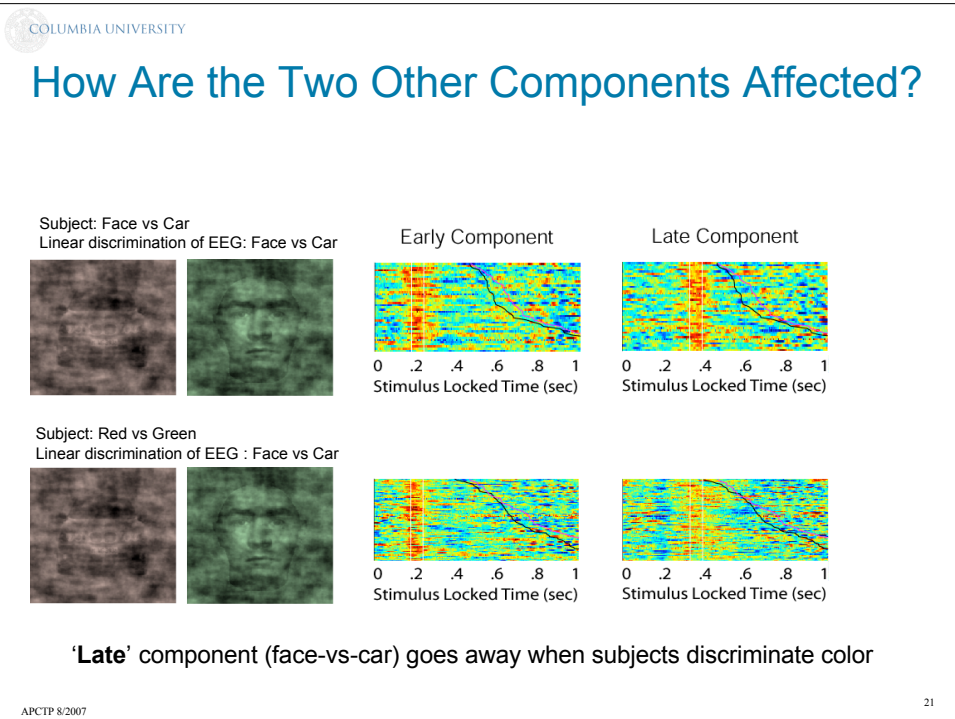 COLUMBIA UNIVERSITY
How Are the Two Other Components Affected?
Subject: Face vs Car
Linear discrimination of EEG: Face vs Car
Early Component
Late Component
0 .2 .4 .6 .8 1
Stimulus Locked Time (sec)
0 .2 .4 .6 .8 1
Stimulus Locked Time (sec)
Subject: Red vs Green
Linear discrimination of EEG : Face vs Car
0 .2 .4 .6 .8 1
Stimulus Locked Time (sec)
0 .2 .4 .6 .8 1
Stimulus Locked Time (sec)
‘Late’ component (face-vs-car) goes away when subjects discriminate color
APCTP 8/2007
21